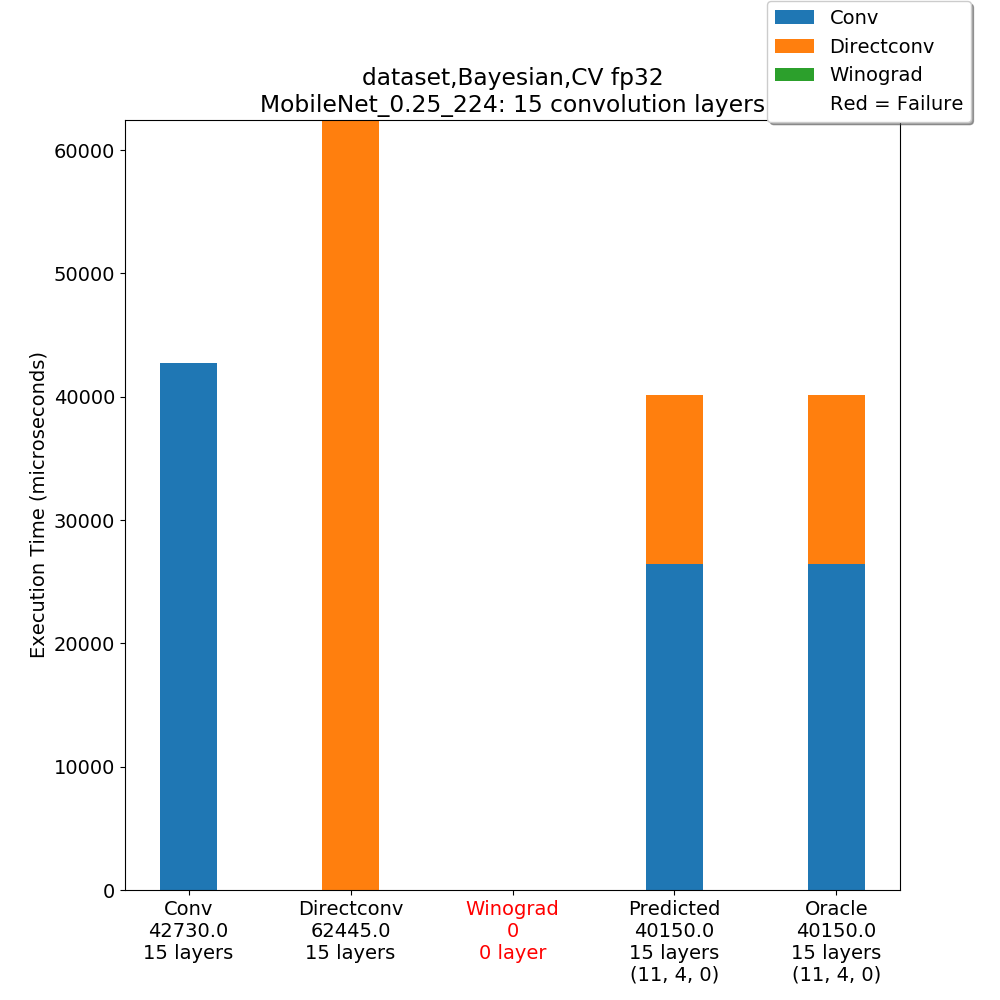 Conv
Directconv
Winograd
Red = Failure
dataset,Bayesian,CV fp32
MobileNet_0.25_224: 15 convolution layers
Execution Time (microseconds)
60000
50000
40000
30000
20000
10000
0
Conv
42730.0
15 layers
Directconv
62445.0
15 layers
Winograd
0
0 layer
Predicted
40150.0
15 layers
(11, 4, 0)
Oracle
40150.0
15 layers
(11, 4, 0)